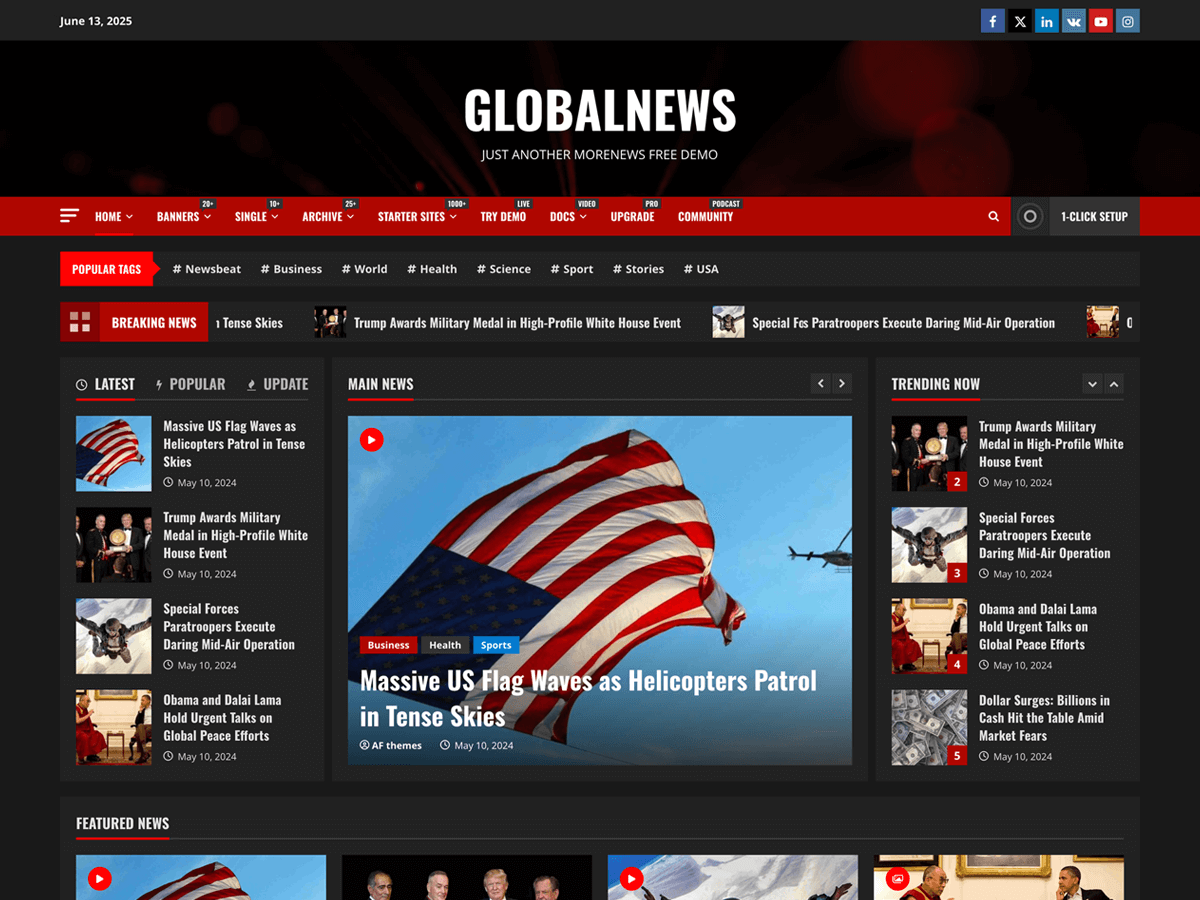 June 13, 2025
GLOBALNEWS
JUST ANOTHER MORENEWS FREE DEMO
20+ 10+ 25+ 1000+ LIVE VIDEO PRO PODCAST
HOME BANNERS SINGLE ARCHIVE STARTER SITES TRY DEMO DOCS UPGRADE COMMUNITY 1-CLICK SETUP
POPULAR TAGS # Newsbeat # Business # World # Health # Science # Sport # Stories # USA
BREAKING NEWS Tense Skies Trump Awards Military Medal in High-Profile White House Event Special Fos Paratroopers Execute Daring Mid-Air Operation
LATEST POPULAR UPDATE
Massive US Flag Waves as
Helicopters Patrol in Tense
Skies
May 10, 2024
Trump Awards Military
Medal in High-Profile White
House Event
May 10, 2024
Special Forces
Paratroopers Execute
Daring Mid-Air Operation
May 10, 2024
Obama and Dalai Lama
Hold Urgent Talks on
Global Peace Efforts
May 10, 2024
MAIN NEWS
Business Health Sports
Massive US Flag Waves as Helicopters Patrol
in Tense Skies
AF themes May 10, 2024
TRENDING NOW
Trump Awards Military
Medal in High-Profile White
House Event
2 May 10, 2024
Special Forces
Paratroopers Execute
Daring Mid-Air Operation
3 May 10, 2024
Obama and Dalai Lama
Hold Urgent Talks on
Global Peace Efforts
4 May 10, 2024
Dollar Surges: Billions in
Cash Hit the Table Amid
Market Fears
5 May 10, 2024
FEATURED NEWS